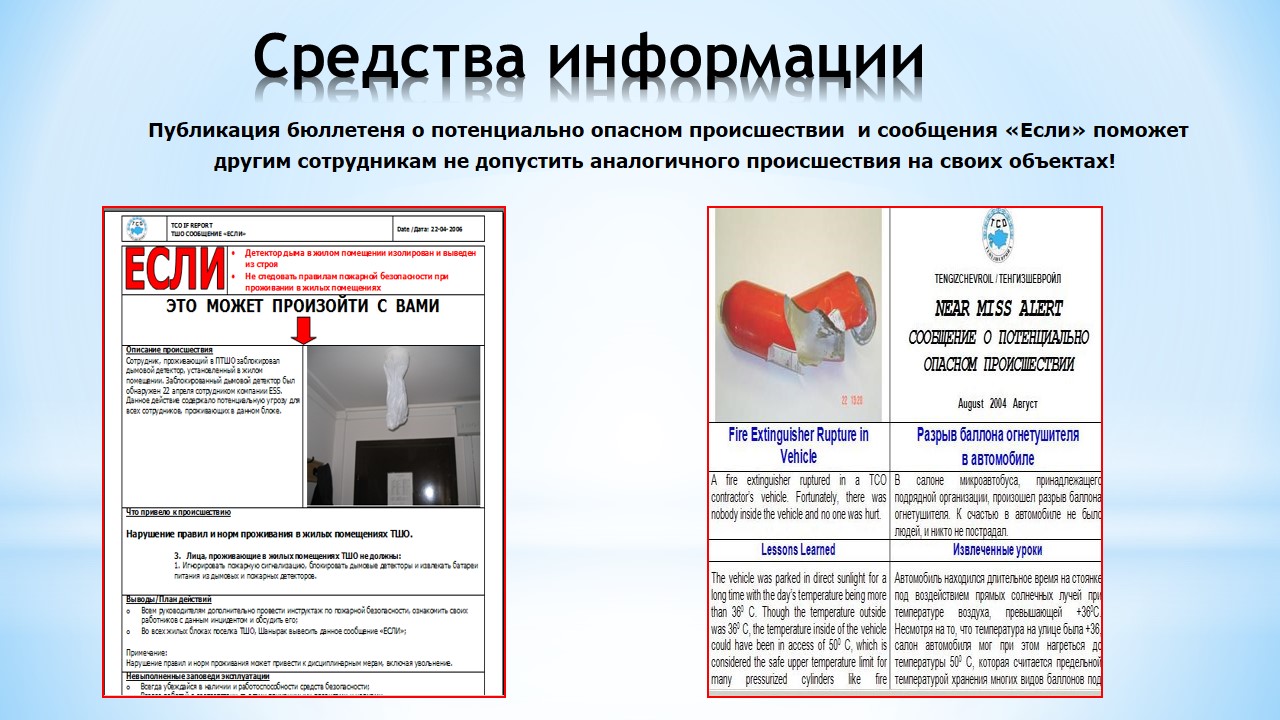 Средства информации
Публикация бюллетеня о потенциально опасном происшествии и сообщения «Если» поможет
другим сотрудникам не допустить аналогичного происшествия на своих объектах!
TCO IF REPORT
ТШО СООБЩЕНИЕ «ЕСЛИ»
Date /Дата: 22-04-2006
ЕСЛИ
• Детектор дыма в жилом помещении изолирован и выведен
из строя
• Не следовать правилам пожарной безопасности при
проживании в жилых помещениях
ЭТО МОЖЕТ ПРОИЗОЙТИ С ВАМИ
Описание происшествия
Сотрудник, проживающий в ПТШО заблокировал
дымовой детектор, установленный в жилом
помещении. Заблокированный дымовой детектор был
обнаружен 22 апреля сотрудником компании ESS.
Данное действие содержало потенциальную угрозу для
всех сотрудников, проживающих в данном блоке.
Что привело к происшествию
Нарушение правил и норм проживания в жилых помещениях ТШО.
3. Лица, проживающие в жилых помещениях ТШО не должны:
1. Игнорировать пожарную сигнализацию, блокировать дымовые детекторы и извлекать батареи
питания из дымовых и пожарных детекторов.
Выводы/План действий
o Всем руководителям дополнительно провести инструктаж по пожарной безопасности, ознакомить своих
работников с данным инцидентом и обсудить его;
o Во всех жилых блоках поселка ТШО, Шанырак вывесить данное сообщение «ЕСЛИ»;
Примечание:
Нарушение правил и норм проживания может привести к дисциплинарным мерам, включая увольнение.
Невыполненные заповеди эксплуатации
o Всегда убеждайся в наличии и работоспособности средств безопасности;
22 13:20
TCO
TENGIZCHEVROIL / ТЕНГИЗШЕВРОЙЛ
NEAR MISS ALERT
СООБЩЕНИЕ О ПОТЕНЦИАЛЬНО
ОПАСНОМ ПРОИСШЕСТВИИ
August 2004 Август
Fire Extinguisher Rupture in
Vehicle
Разрыв баллона огнетушителя
в автомобиле
A fire extinguisher ruptured in a TCO
contractor's vehicle. Fortunately, there was
nobody inside the vehicle and no one was hurt.
В салоне микроавтобуса, принадлежащего
подрядной организации, произошел разрыв баллона
огнетушителя. К счастью в автомобиле не было
людей, и никто не пострадал.
Lessons Learned
Извлеченные уроки
The vehicle was parked in direct sunlight for a
long time with the day's temperature being more
than 36⁰ C. Though the temperature outside
was 36⁰ C, the temperature inside of the vehicle
could have been in access of 50⁰ C, which is
considered the safe upper temperature limit for
many pressurized cylinders like fire
Автомобиль находился длительное время на стоянке
под воздействием прямых солнечных лучей при
температуре воздуха, превышающей +36⁰C.
Несмотря на то, что температура на улице была +36,
салон автомобиля мог при этом нагреться до
температуры 50⁰ C, которая считается предельной
температурой хранения многих видов баллонов под